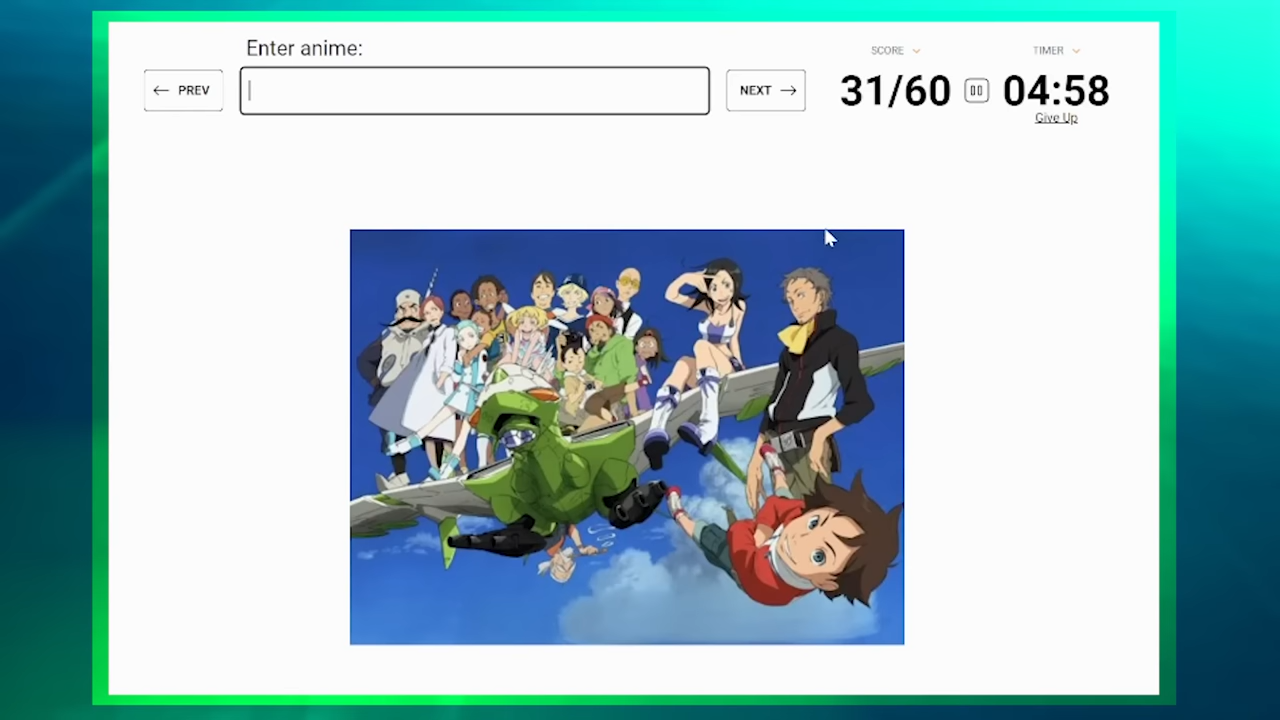 Enter anime:
SCORE
TIMER
← PREV
NEXT →
31/60
04:58
Give Up